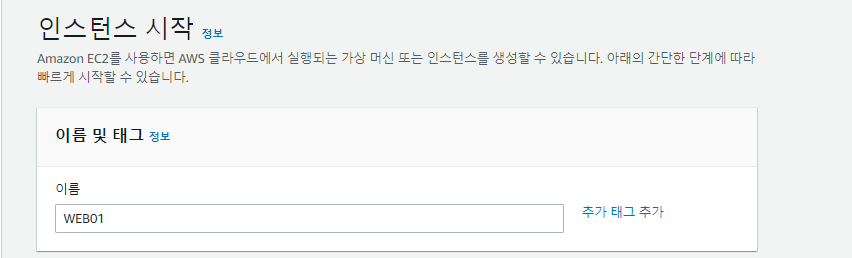 인스턴스 시작 정보
Amazon EC2를 사용하면 AWS 클라우드에서 실행되는 가상 머신 또는 인스턴스를 생성할 수 있습니다. 아래의 간단한 단계에 따라
빠르게 시작할 수 있습니다.
이름 및 태그 정보
이름
WEB01
추가 태그 추가